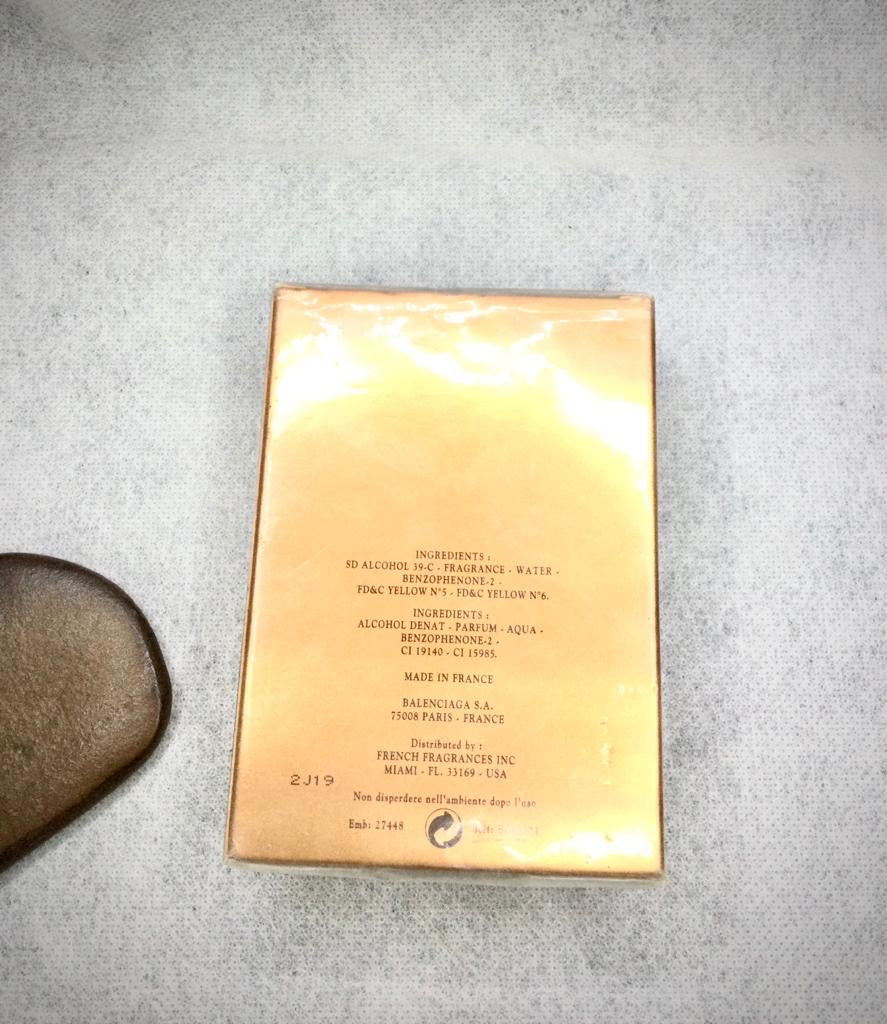 INGREDIENTS :
SD ALCOHOL 39-C - FRAGRANCE - WATER -
BENZOPHENONE-2 -
FD&C YELLOW N°5 - FD&C YELLOW N°6.
INGREDIENTS :
ALCOHOL DENAT - PARFUM - AQUA -
BENZOPHENONE-2 -
CI 19140 - CI 15985.
MADE IN FRANCE
BALENCIAGA S.A.
75008 PARIS - FRANCE
Distributed by :
FRENCH FRAGRANCES INC
MIAMI - FL. 33169 - USA
2J19
Non disperdere nell'ambiente dopo l'uso
Emb: 27448 Réf: